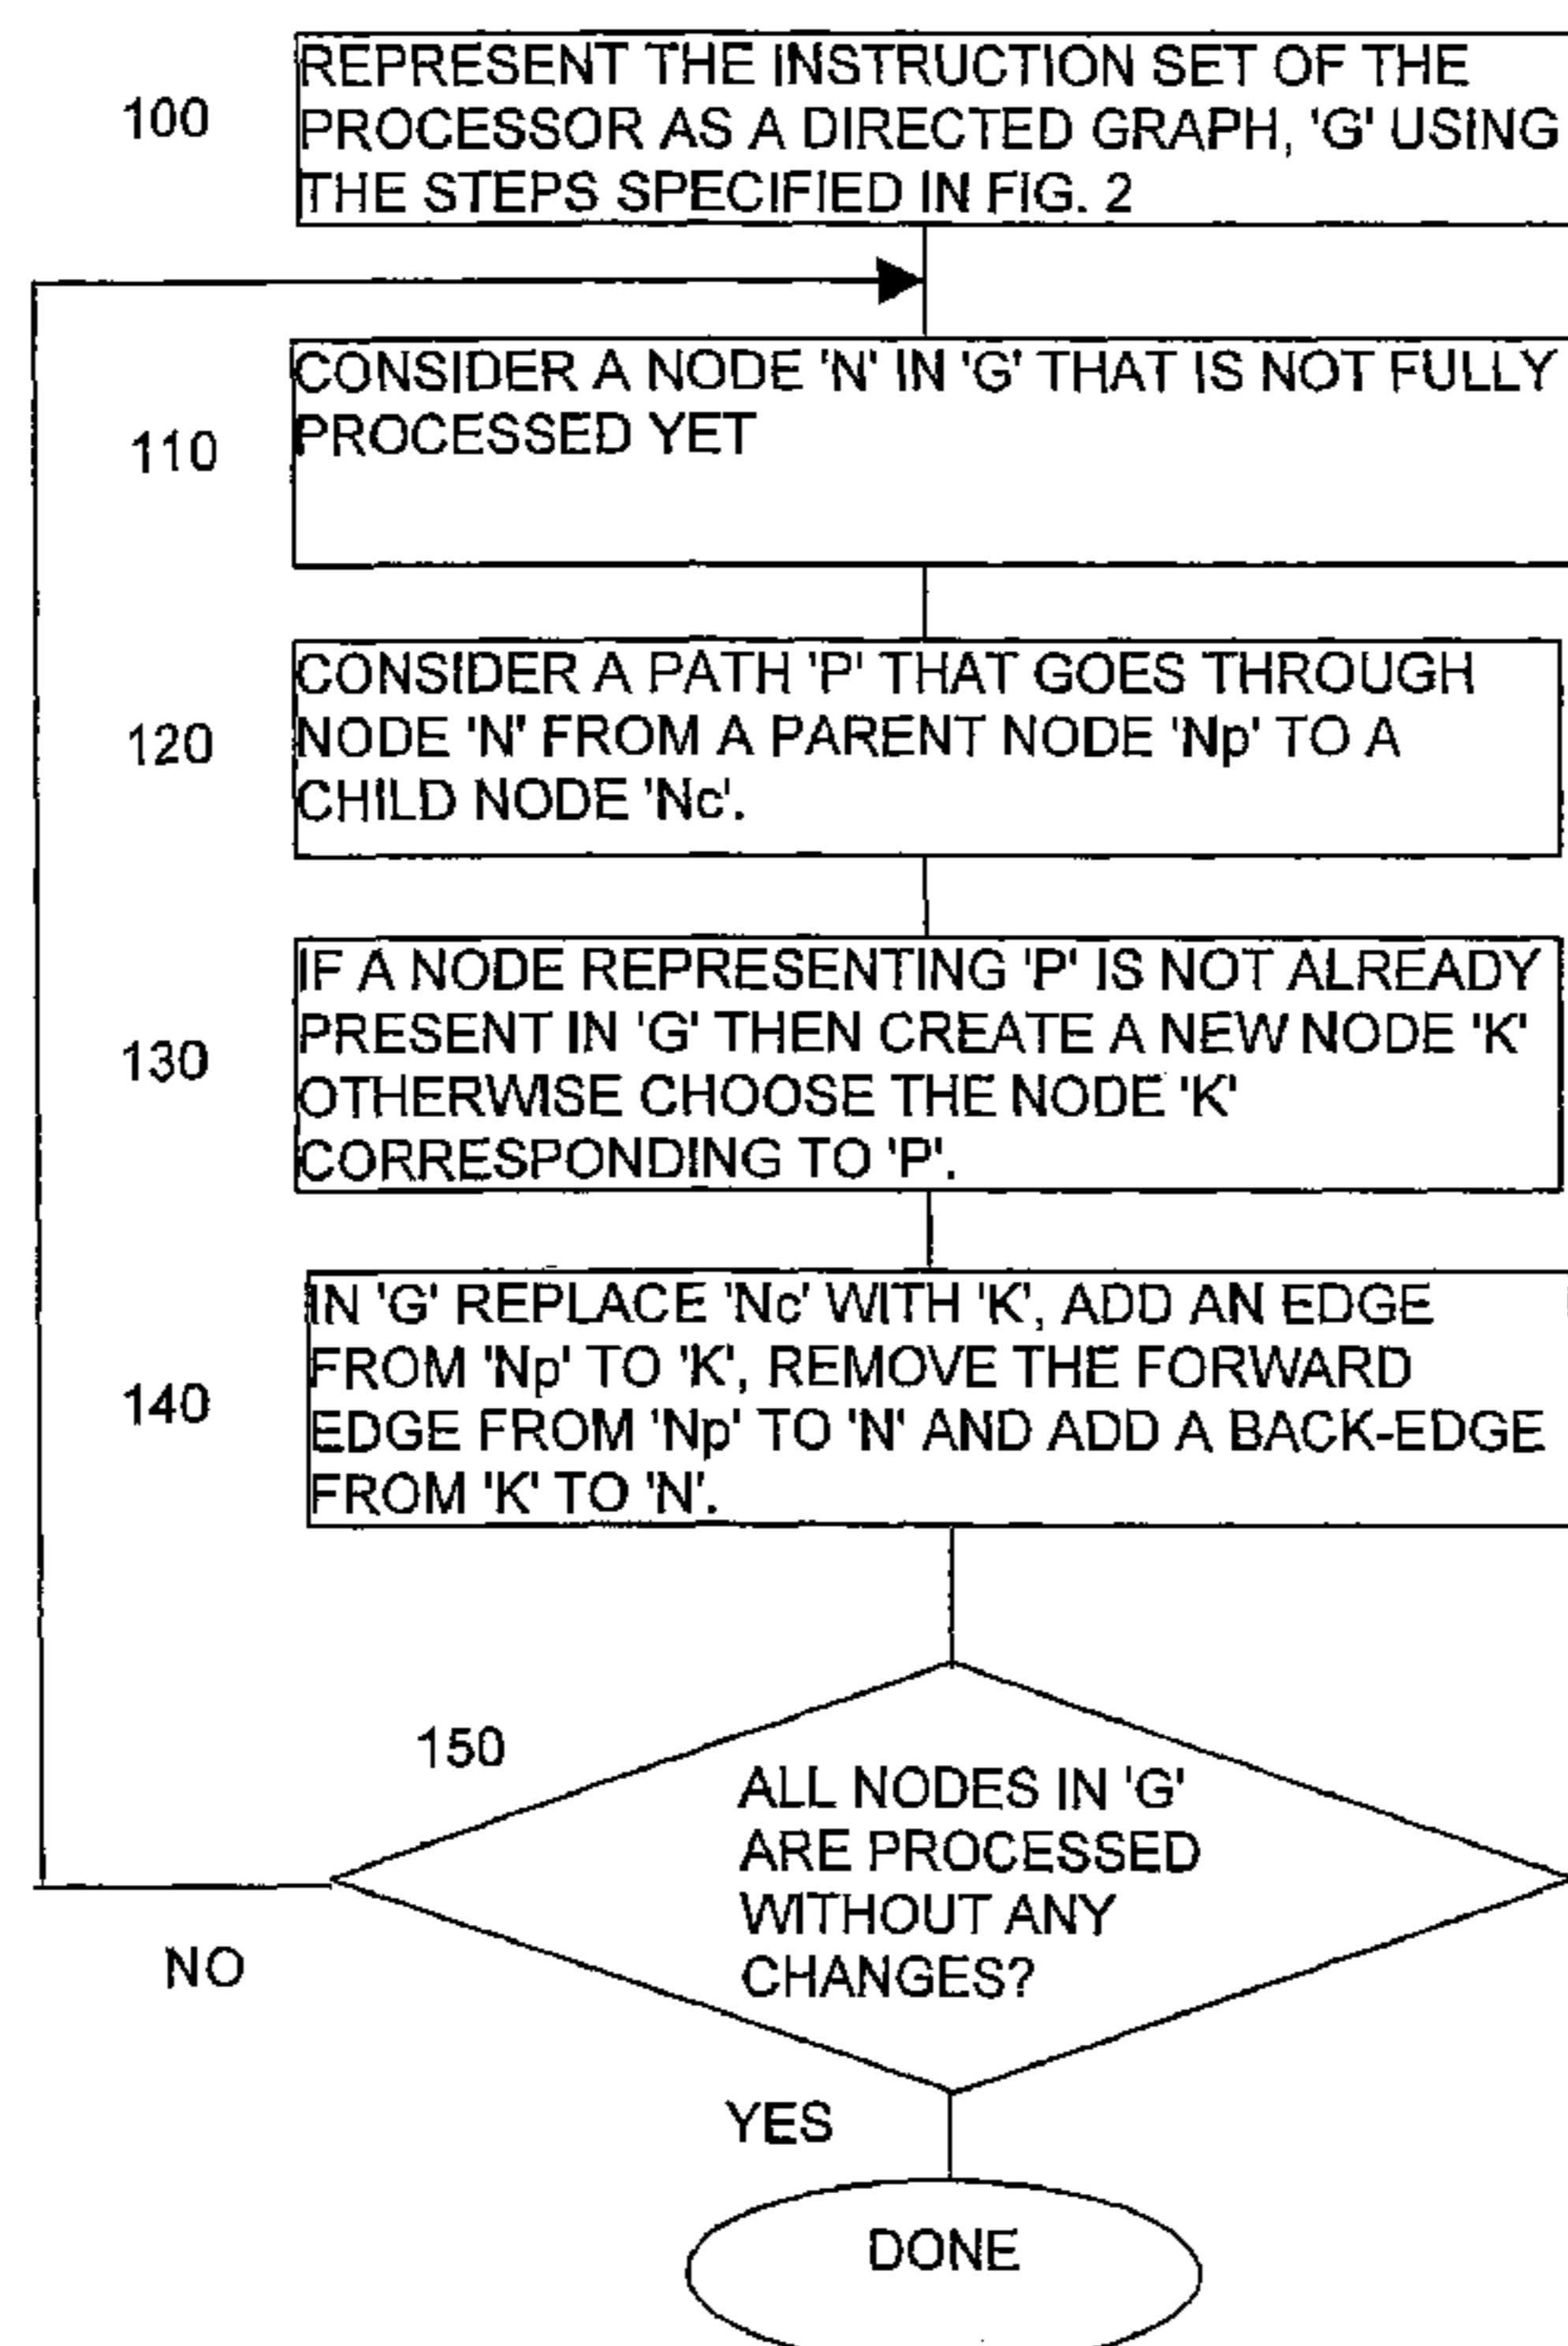 REPRESENT THE INSTRUCTION SET OF THE
100
PROCESSOR AS A DIRECTED GRAPH, 'G' USING
THE STEPS SPECIFIED IN FIG. 2
CONSIDER A NODE 'N' IN 'G' THAT IS NOT FULLY
PROCESSED YET
110
CONSIDER A PATH 'P' THAT GOES THROUGH
120
NODE 'N' FROM A PARENT NODE 'Np' TO A
CHILD NODE 'Nc'.
IF A NODE REPRESENTING 'P' IS NOT ALREADY
PRESENT IN 'G' THEN CREATE A NEW NODE 'K'
130
OTHERWISE CHOOSE THE NODE 'K'
CORRESPONDING TO 'P'.
IN 'G' REPLACE 'Nc' WITH 'K', ADD AN EDGE
FROM 'Np' TO 'K', REMOVE THE FORWARD
140
EDGE FROM 'Np' TO 'N' AND ADD A BACK-EDGE
FROM 'K' TO 'N'.
150
ALL NODES IN 'G'
ARE PROCESSED
WITHOUT ANY
CHANGES?
NO
YES
DONE